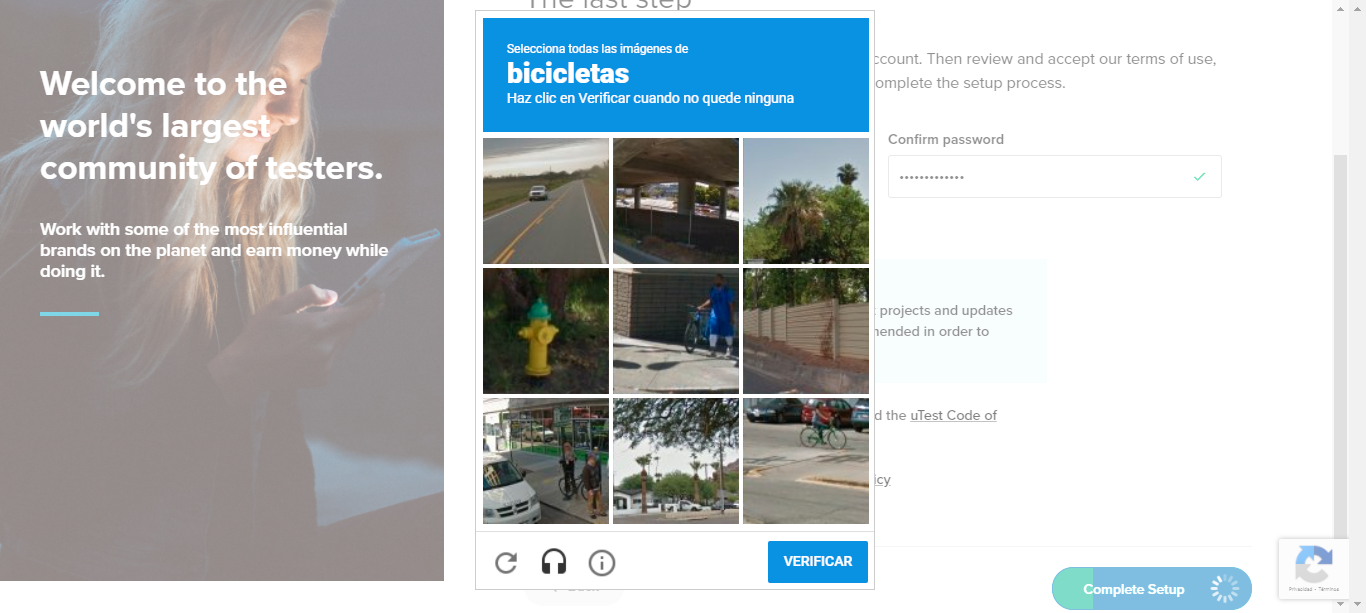 The last step
Welcome to the
world's largest
community of testers.
Work with some of the most influential
brands on the planet and earn money while
doing it.
Selecciona todas las imágenes de
bicicletas
Haz clic en Verificar cuando no quede ninguna
VERIFICAR
ccount. Then review and accept our terms of use,
omplete the setup process.
Confirm password
projects and updates
nended in order to
d the uTest Code of
icy
Complete Setup
Privacidad - Términos